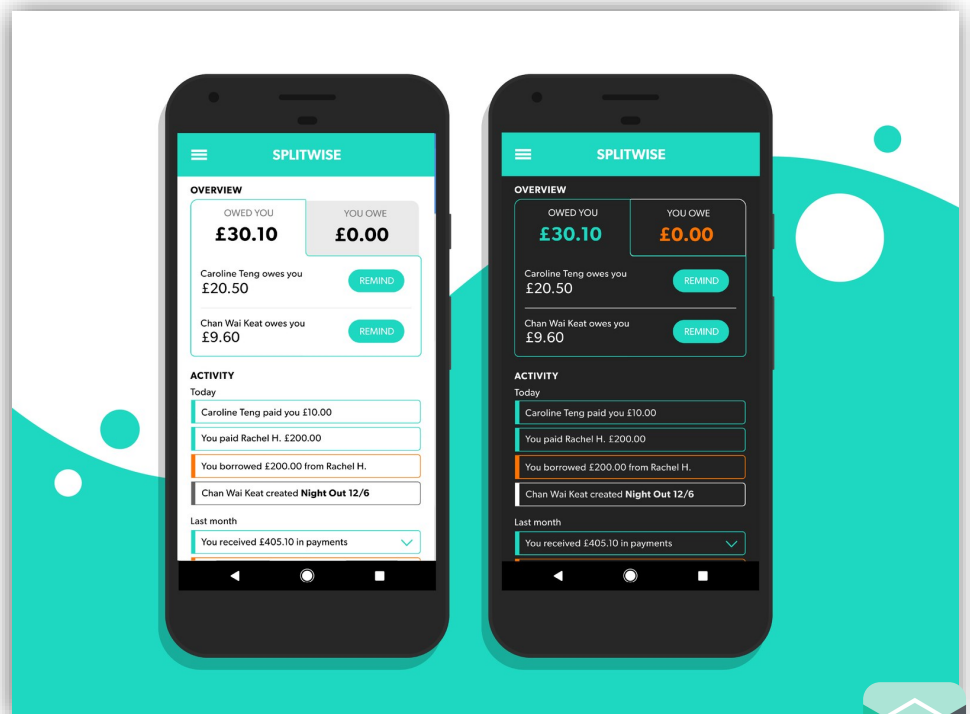 SPLITWISE
OVERVIEW
OWED YOU
£30.10
YOU OWE
£0.00
Caroline Teng owes you
£20.50
REMIND
Chan Wai Keat owes you
£9.60
REMIND
ACTIVITY
Today
Caroline Teng paid you £10.00
You paid Rachel H. £200.00
You borrowed £200.00 from Rachel H.
Chan Wai Keat created Night Out 12/6
Last month
You received £405.10 in payments
SPLITWISE
OVERVIEW
OWED YOU
£30.10
YOU OWE
£0.00
Caroline Teng owes you
£20.50
REMIND
Chan Wai Keat owes you
£9.60
REMIND
ACTIVITY
Today
Caroline Teng paid you £10.00
You paid Rachel H. £200.00
You borrowed £200.00 from Rachel H.
Chan Wai Keat created Night Out 12/6
Last month
You received £405.10 in payments